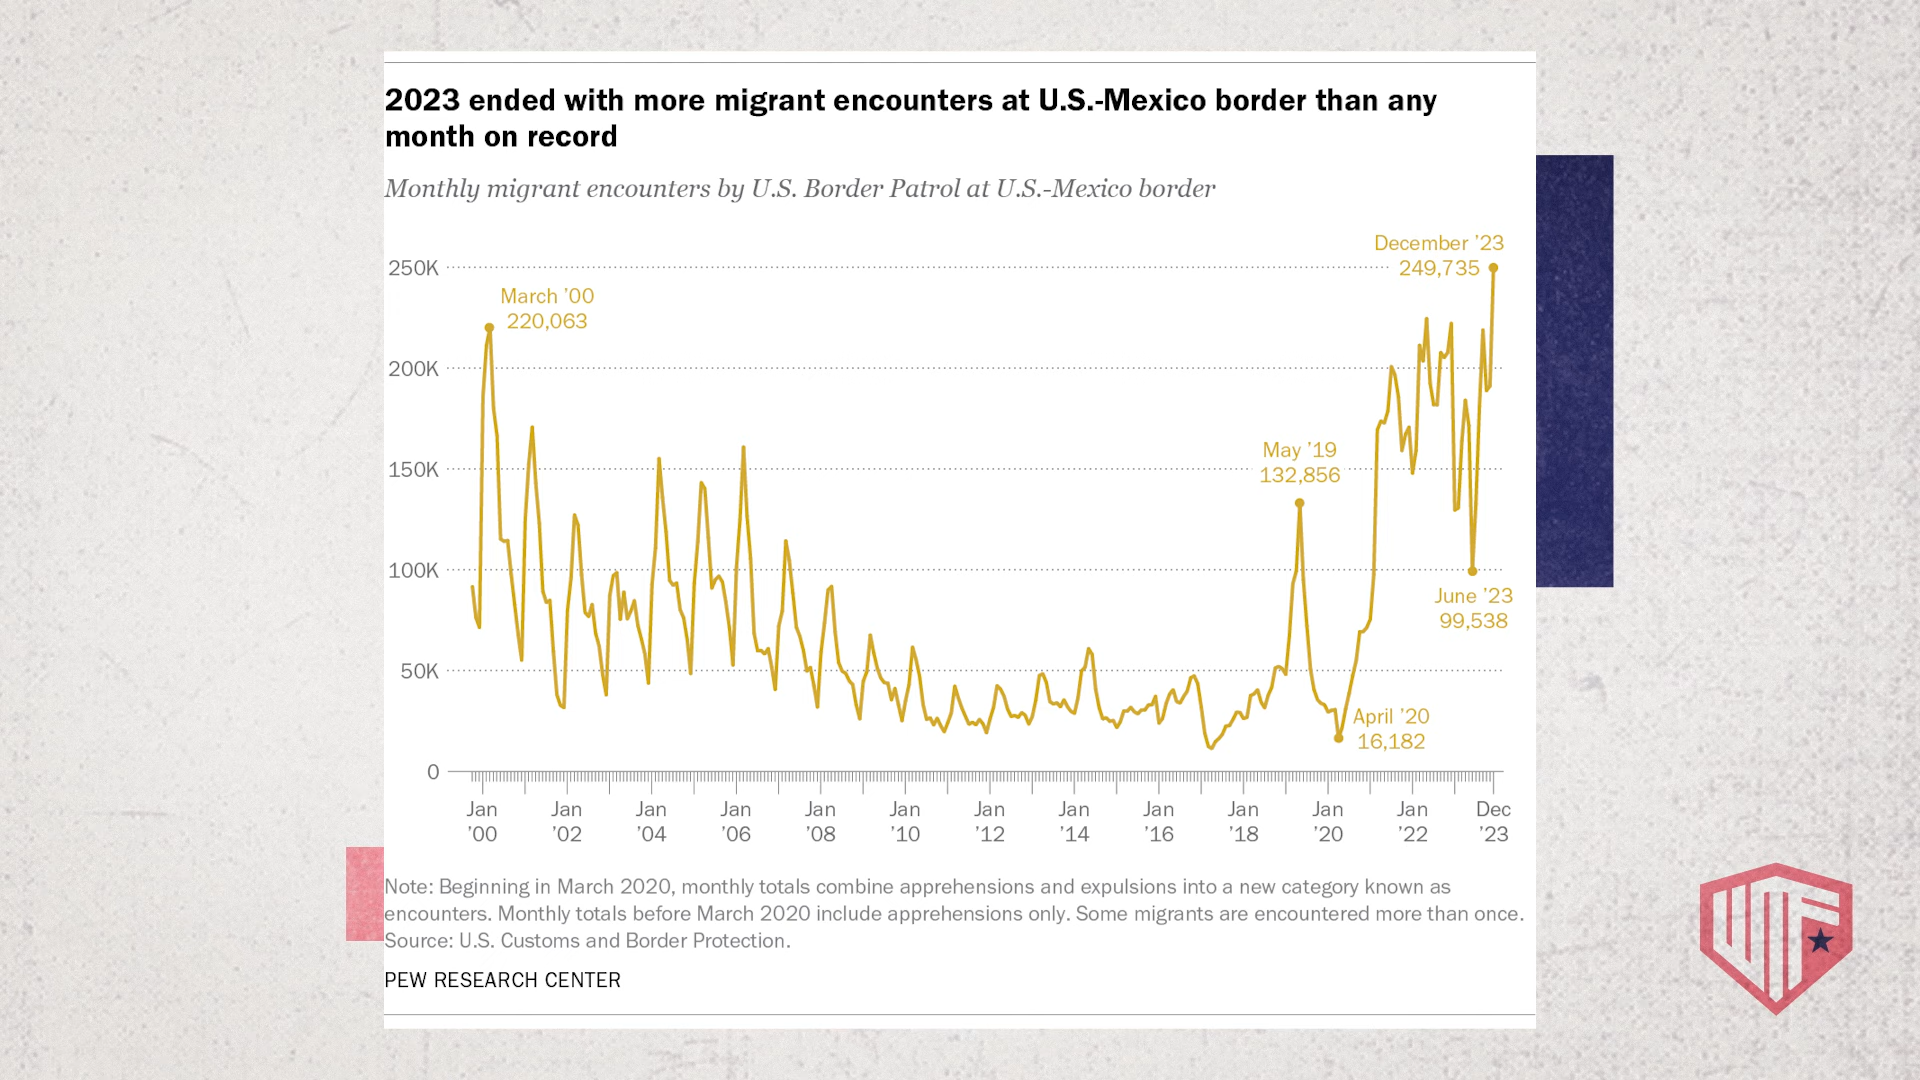 2023 ended with more migrant encounters at U.S.-Mexico border than any
month on record
Monthly migrant encounters by U.S. Border Patrol at U.S.-Mexico border
December ’23
249,735
250K
March ’00
220,063
200K
May ’19
132,856
150K
100K
June ’23
99,538
50K
April ’20
16,182
0
Jan Jan Jan Jan Jan Jan Jan Jan Jan Jan Jan Jan Dec
’00 ’02 ’04 ’06 ’08 ’10 ’12 ’14 ’16 ’18 ’20 ’22 ’23
Note: Beginning in March 2020, monthly totals combine apprehensions and expulsions into a new category known as
encounters. Monthly totals before March 2020 include apprehensions only. Some migrants are encountered more than once.
Source: U.S. Customs and Border Protection.
PEW RESEARCH CENTER